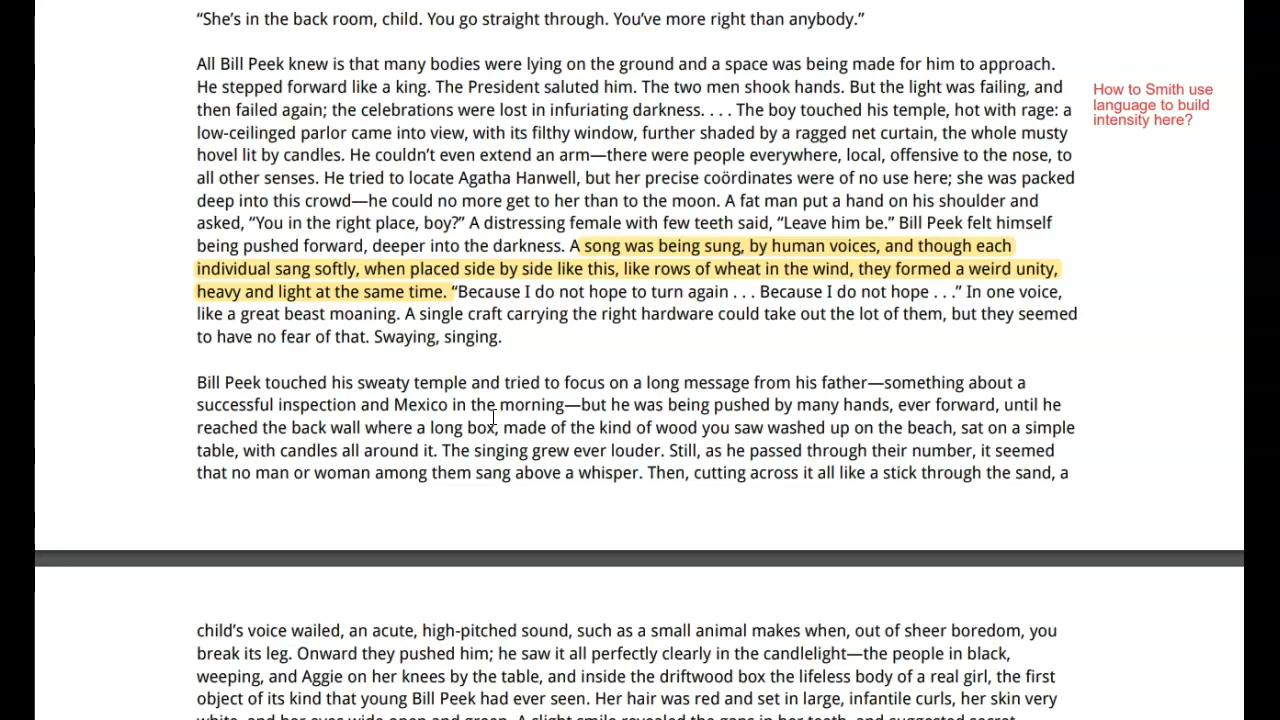 “She’s in the back room, child. You go straight through. You’ve more right than anybody.”
All Bill Peek knew is that many bodies were lying on the ground and a space was being made for him to approach.
He stepped forward like a king. The President saluted him. The two men shook hands. But the light was failing, and
then failed again; the celebrations were lost in infuriating darkness. . . . The boy touched his temple, hot with rage: a
low-ceilinged parlor came into view, with its filthy window, further shaded by a ragged net curtain, the whole musty
hovel lit by candles. He couldn’t even extend an arm—there were people everywhere, local, offensive to the nose, to
all other senses. He tried to locate Agatha Hanwell, but her precise coördinates were of no use here; she was packed
deep into this crowd—he could no more get to her than to the moon. A fat man put a hand on his shoulder and
asked, “You in the right place, boy?” A distressing female with few teeth said, “Leave him be.” Bill Peek felt himself
being pushed forward, deeper into the darkness. A song was being sung, by human voices, and though each
individual sang softly, when placed side by side like this, like rows of wheat in the wind, they formed a weird unity,
heavy and light at the same time. “Because I do not hope to turn again . . . Because I do not hope . . .” In one voice,
like a great beast moaning. A single craft carrying the right hardware could take out the lot of them, but they seemed
to have no fear of that. Swaying, singing.
How to Smith use
language to build
intensity here?
Bill Peek touched his sweaty temple and tried to focus on a long message from his father—something about a
successful inspection and Mexico in the morning—but he was being pushed by many hands, ever forward, until he
reached the back wall where a long box, made of the kind of wood you saw washed up on the beach, sat on a simple
table, with candles all around it. The singing grew ever louder. Still, as he passed through their number, it seemed
that no man or woman among them sang above a whisper. Then, cutting across it all like a stick through the sand, a
child’s voice wailed, an acute, high-pitched sound, such as a small animal makes when, out of sheer boredom, you
break its leg. Onward they pushed him; he saw it all perfectly clearly in the candlelight—the people in black,
weeping, and Aggie on her knees by the table, and inside the driftwood box the lifeless body of a real girl, the first
object of its kind that young Bill Peek had ever seen. Her hair was red and set in large, infantile curls, her skin very
white, and her eyes wide open and green. A slight smile revealed the gaps in her teeth, and suggested secret